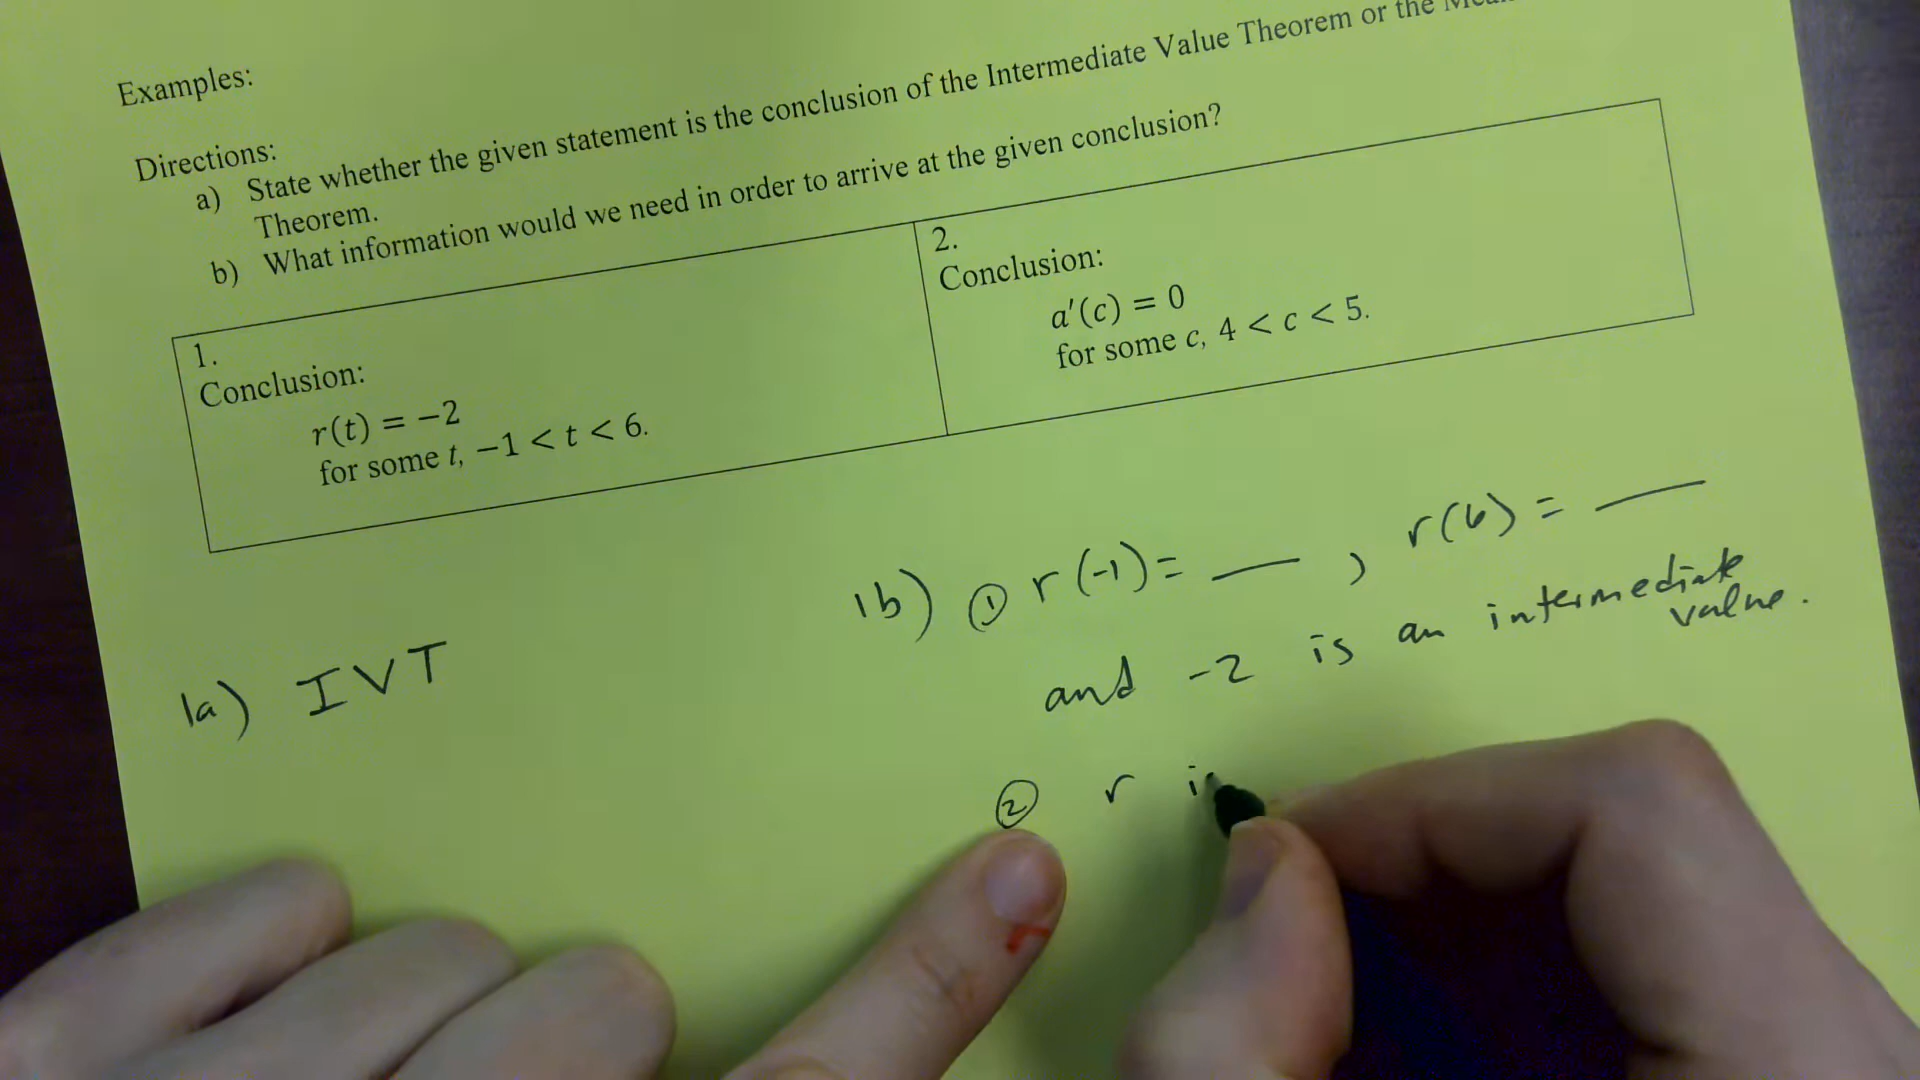 Examples:
Directions:
a) State whether the given statement is the conclusion of the Intermediate Value Theorem or the
Theorem.
b) What information would we need in order to arrive at the given conclusion?
1.
Conclusion:
r(t) = −2
for some t, −1 < t < 6.
2.
Conclusion:
a′(c) = 0
for some c, 4 < c < 5.
1a) IVT
1b) ① r(-1) = __ , r(6) = __
and -2 is an intermediate
value.
② r